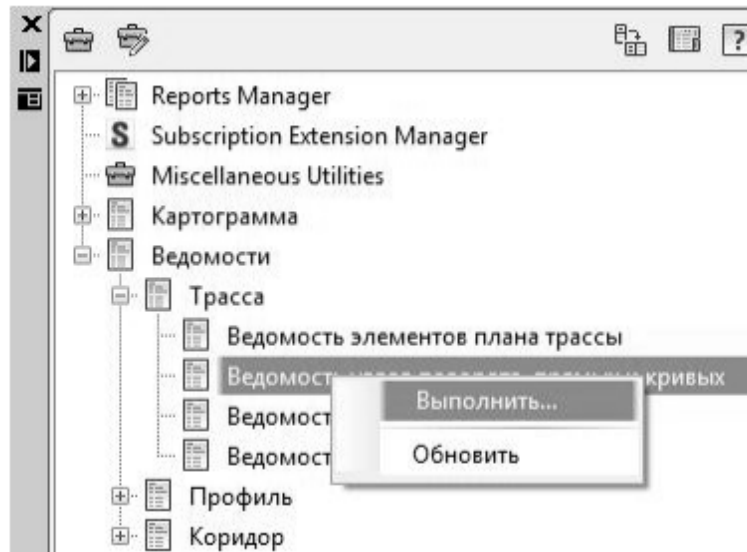 ?
Reports Manager
S Subscription Extension Manager
Miscellaneous Utilities
Картограмма
Ведомости
Трасса
Ведомость элементов плана трассы
Ведомость кривых
Выполнить...
Ведомост
Обновить
Ведомост
Профиль
Коридор